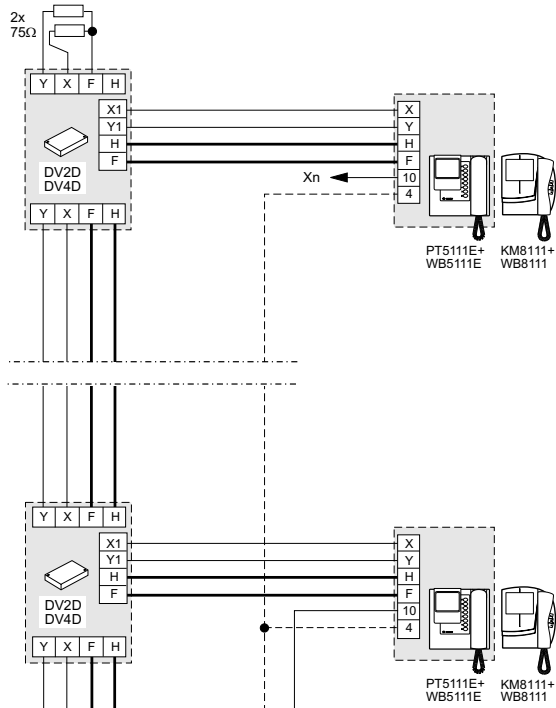 2x
75Ω
Y X F H
X1
Y1
H
F
DV2D
DV4D
Y X F H
X
Y
H
F
10
4
Xn
PT5111E+
WB5111E
KM8111+
WB8111
Y X F H
X1
Y1
H
F
DV2D
DV4D
Y X F H
X
Y
H
F
10
4
PT5111E+
WB5111E
KM8111+
WB8111